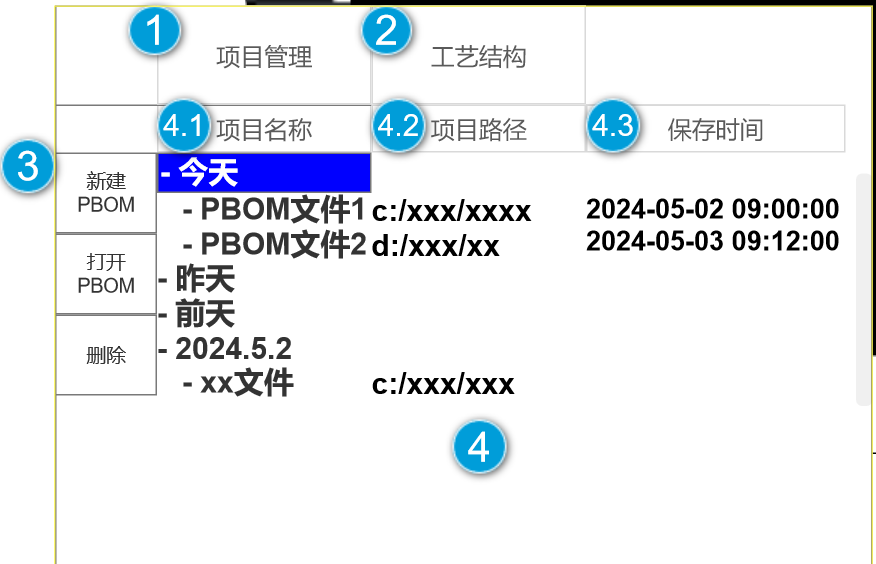 1 2
项目管理 工艺结构
4.1 项目名称 4.2 项目路径 4.3 保存时间
3
新建
PBOM
打开
PBOM
删除
- 今天
- PBOM文件1 c:/xxx/xxxx 2024-05-02 09:00:00
- PBOM文件2 d:/xxx/xx 2024-05-03 09:12:00
- 昨天
- 前天
- 2024.5.2
- xx文件 c:/xxx/xxx
4